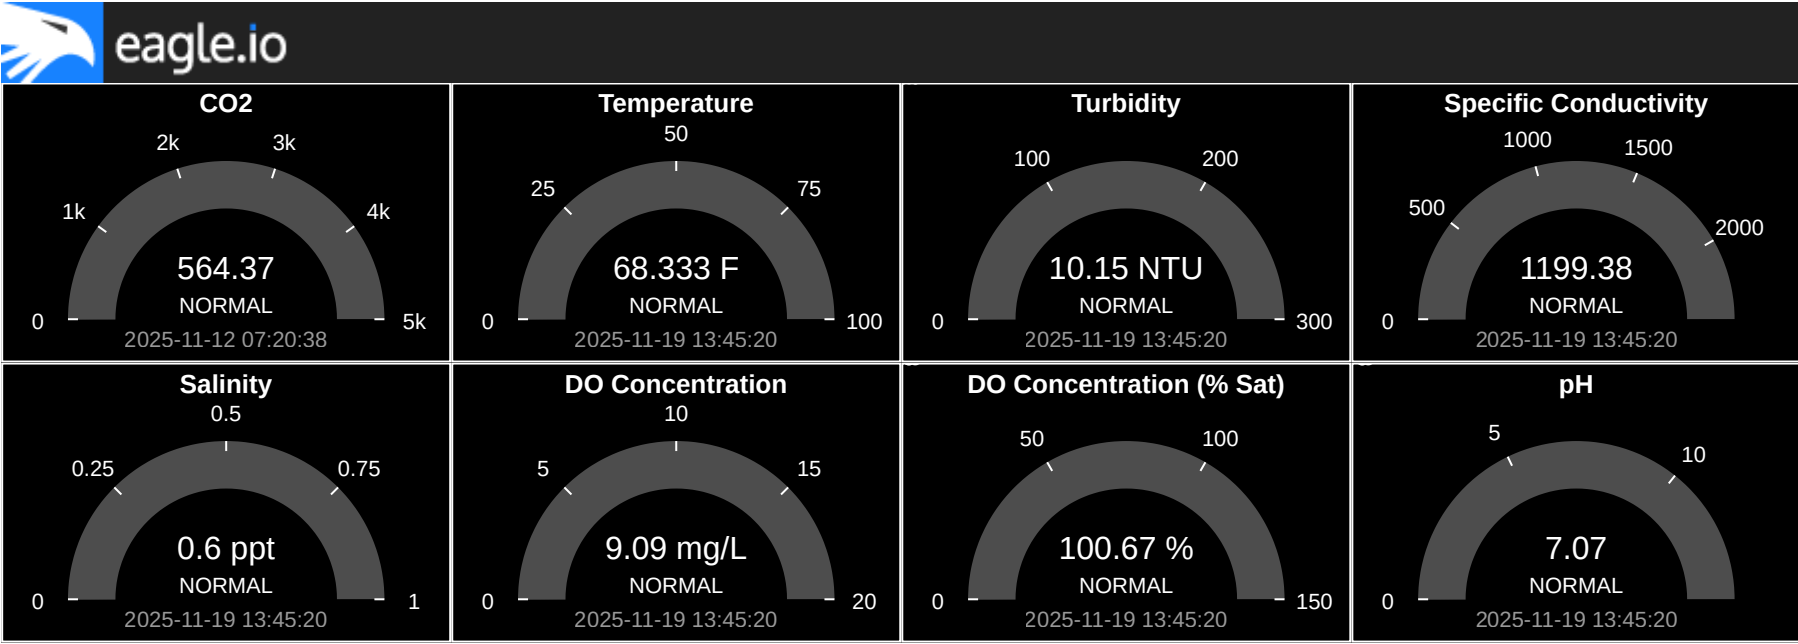 eagle.io
CO2
0
1k
2k
3k
4k
5k
564.37
NORMAL
2025-11-12 07:20:38
Temperature
0
25
50
75
100
68.333 F
NORMAL
2025-11-19 13:45:20
Turbidity
0
100
200
300
10.15 NTU
NORMAL
2025-11-19 13:45:20
Specific Conductivity
0
500
1000
1500
2000
1199.38
NORMAL
2025-11-19 13:45:20
Salinity
0
0.25
0.5
0.75
1
0.6 ppt
NORMAL
2025-11-19 13:45:20
DO Concentration
0
5
10
15
20
9.09 mg/L
NORMAL
2025-11-19 13:45:20
DO Concentration (% Sat)
0
50
100
150
100.67 %
NORMAL
2025-11-19 13:45:20
pH
0
5
10
7.07
NORMAL
2025-11-19 13:45:20